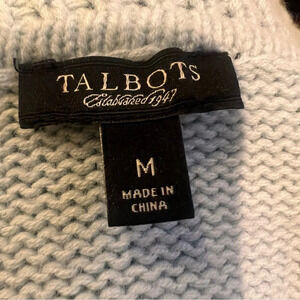 TALBOTS
Established 1947
M
MADE IN
CHINA